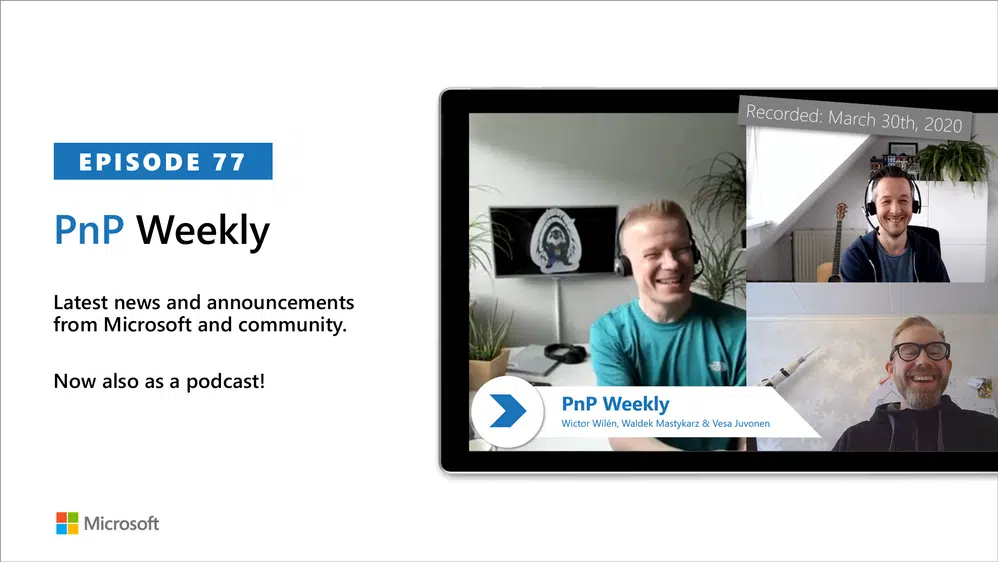 EPISODE 77
PnP Weekly
Latest news and announcements
from Microsoft and community.
Now also as a podcast!
Microsoft
Recorded: March 30th, 2020
PnP Weekly
Wictor Wilén, Waldek Mastykarz & Vesa Juvonen